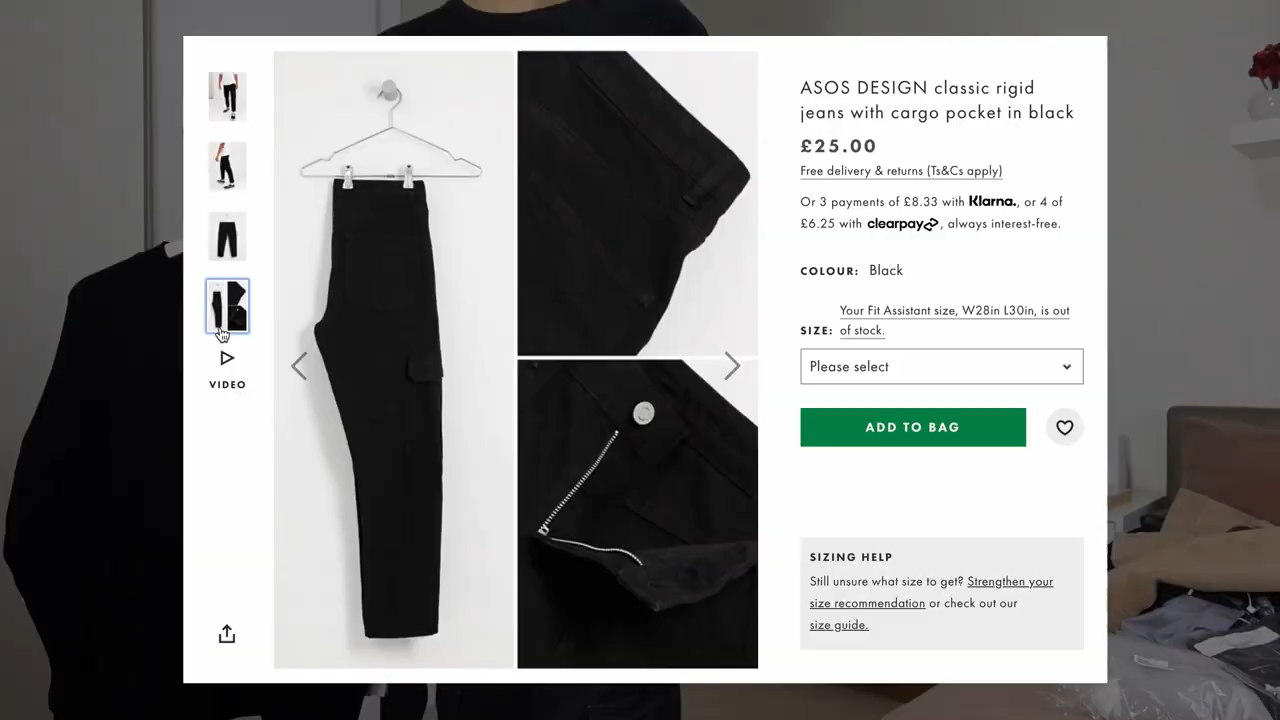 ASOS DESIGN classic rigid
jeans with cargo pocket in black
£25.00
Free delivery & returns (Ts&Cs apply)
Or 3 payments of £8.33 with Klarna., or 4 of
£6.25 with clearpay, always interest-free.
COLOUR: Black
Your Fit Assistant size, W28in L30in, is out
SIZE: of stock.
Please select
ADD TO BAG
VIDEO
SIZING HELP
Still unsure what size to get? Strengthen your
size recommendation or check out our
size guide.